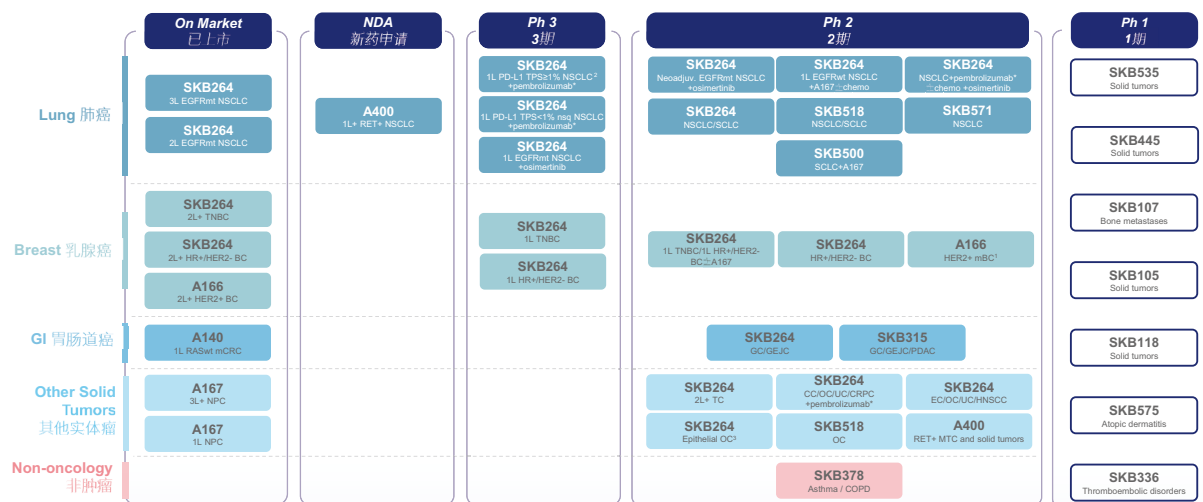 On Market
已上市
NDA
新药申请
Ph 3
3期
Ph 2
2期
Ph 1
1期
Lung 肺癌
SKB264
3L EGFRmt NSCLC
SKB264
2L EGFRmt NSCLC
A400
1L+ RET+ NSCLC
SKB264
1L PD-L1 TPS≥1% NSCLC²
+pembrolizumab*
SKB264
1L PD-L1 TPS<1% nsq NSCLC
+pembrolizumab*
SKB264
1L EGFRmt NSCLC
+osimertinib
SKB264
Neoadjuv. EGFRmt NSCLC
+osimertinib
SKB264
1L EGFRwt NSCLC
+A167±chemo
SKB264
NSCLC+pembrolizumab*
±chemo +osimertinib
SKB264
NSCLC/SCLC
SKB518
NSCLC/SCLC
SKB571
NSCLC
SKB500
SCLC+A167
Breast 乳腺癌
SKB264
2L+ TNBC
SKB264
2L+ HR+/HER2- BC
A166
2L+ HER2+ BC
SKB264
1L TNBC
SKB264
1L HR+/HER2- BC
SKB264
1L TNBC/1L HR+/HER2-
BC±A167
SKB264
HR+/HER2- BC
A166
HER2+ mBC¹
GI 胃肠道癌
A140
1L RASwt mCRC
SKB264
GC/GEJC
SKB315
GC/GEJC/PDAC
Other Solid
Tumors
其他实体瘤
A167
3L+ NPC
A167
1L NPC
SKB264
2L+ TC
SKB264
CC/OC/UC/CRPC
+pembrolizumab*
SKB264
EC/OC/UC/HNSCC
SKB264
Epithelial OC³
SKB518
OC
A400
RET+ MTC and solid tumors
Non-oncology
非肿瘤
SKB378
Asthma / COPD
SKB535
Solid tumors
SKB445
Solid tumors
SKB107
Bone metastases
SKB105
Solid tumors
SKB118
Solid tumors
SKB575
Atopic dermatitis
SKB336
Thromboembolic disorders